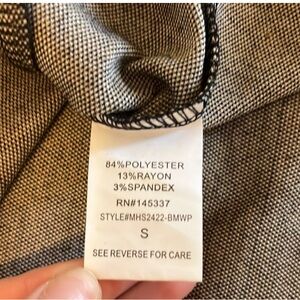 84%POLYESTER
13%RAYON
3%SPANDEX
RN#145337
STYLE#MHS2422-BMWP
S
SEE REVERSE FOR CARE